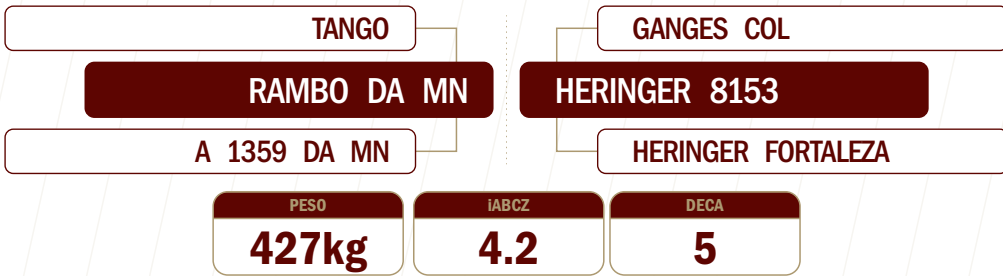 TANGO
GANGES COL
RAMBO DA MN
HERINGER 8153
A 1359 DA MN
HERINGER FORTALEZA
PESO
iABCZ
DECA
427kg
4.2
5